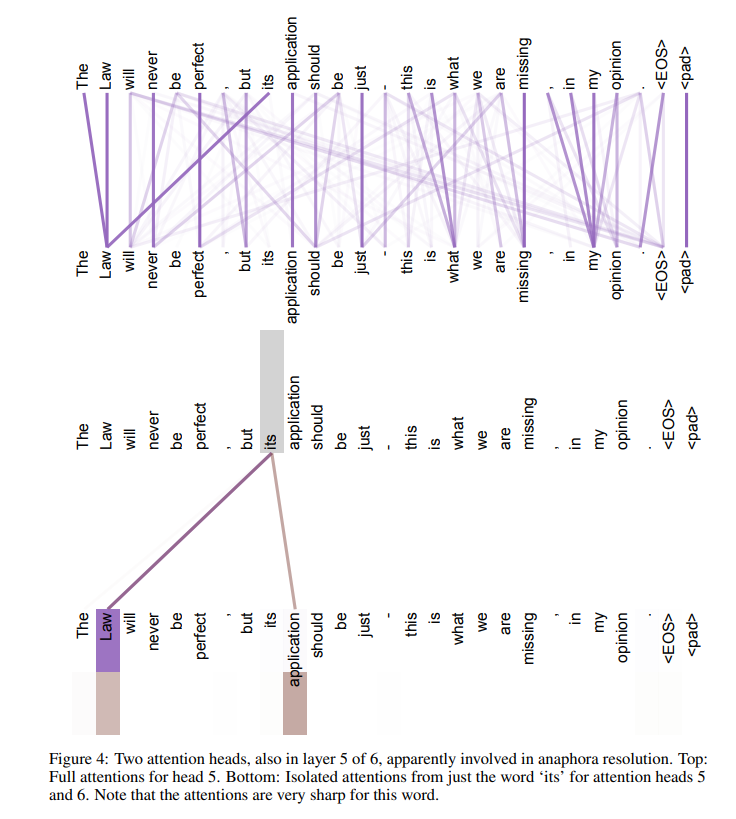 The Law will never be perfect , but its application should be just - this is what we are missing , in my opinion . <EOS> <pad>
The Law will never be perfect , but its application should be just - this is what we are missing , in my opinion . <EOS> <pad>
The Law will never be perfect , but its application should be just - this is what we are missing , in my opinion . <EOS> <pad>
The Law will never be perfect , but its application should be just - this is what we are missing , in my opinion . <EOS> <pad>
Figure 4: Two attention heads, also in layer 5 of 6, apparently involved in anaphora resolution. Top:
Full attentions for head 5. Bottom: Isolated attentions from just the word ‘its’ for attention heads 5
and 6. Note that the attentions are very sharp for this word.